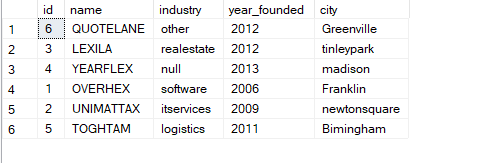 id name industry year_founded city
1 6 QUOTELANE other 2012 Greenville
2 3 LEXILA realestate 2012 tinleypark
3 4 YEARFLEX null 2013 madison
4 1 OVERHEX software 2006 Franklin
5 2 UNIMATTAX itservices 2009 newtonsquare
6 5 TOGHTAM logistics 2011 Bimingham